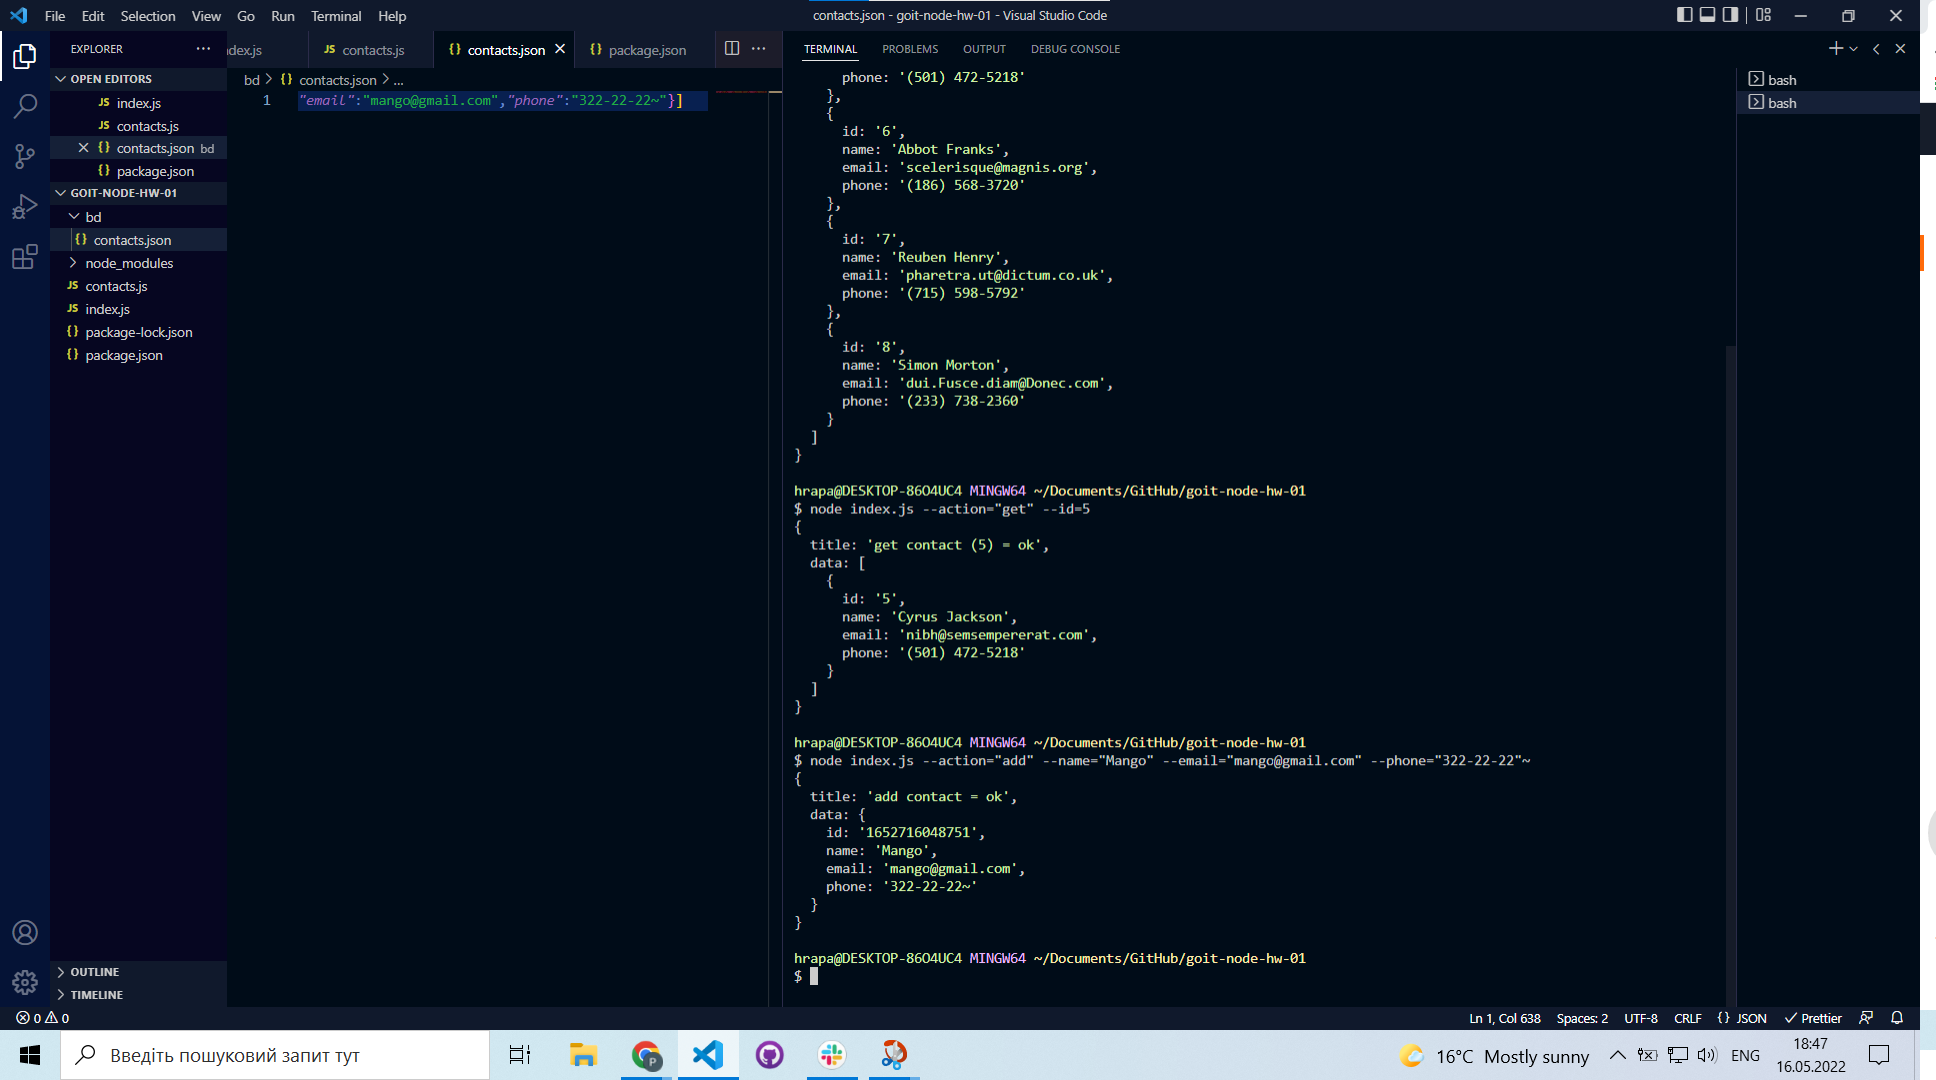 File Edit Selection View Go Run Terminal Help
contacts.json - goit-node-hw-01 - Visual Studio Code
EXPLORER
OPEN EDITORS
JS index.js
JS contacts.js
{} contacts.json bd
{} package.json
GOIT-NODE-HW-01
bd
{} contacts.json
node_modules
JS contacts.js
JS index.js
{} package-lock.json
{} package.json
OUTLINE
TIMELINE
dex.js JS contacts.js {} contacts.json {} package.json
bd > {} contacts.json > ...
1 "email":"mango@gmail.com","phone":"322-22-22~"}]
TERMINAL PROBLEMS OUTPUT DEBUG CONSOLE
bash
bash
phone: '(501) 472-5218'
},
{
id: '6',
name: 'Abbot Franks',
email: 'scelerisque@magnis.org',
phone: '(186) 568-3720'
},
{
id: '7',
name: 'Reuben Henry',
email: 'pharetra.ut@dictum.co.uk',
phone: '(715) 598-5792'
},
{
id: '8',
name: 'Simon Morton',
email: 'dui.Fusce.diam@Donec.com',
phone: '(233) 738-2360'
}
]
}
hrapa@DESKTOP-86O4UC4 MINGW64 ~/Documents/GitHub/goit-node-hw-01
$ node index.js --action="get" --id=5
{
title: 'get contact (5) = ok',
data: [
{
id: '5',
name: 'Cyrus Jackson',
email: 'nibh@semsempererat.com',
phone: '(501) 472-5218'
}
]
}
hrapa@DESKTOP-86O4UC4 MINGW64 ~/Documents/GitHub/goit-node-hw-01
$ node index.js --action="add" --name="Mango" --email="mango@gmail.com" --phone="322-22-22"~
{
title: 'add contact = ok',
data: {
id: '1652716048751',
name: 'Mango',
email: 'mango@gmail.com',
phone: '322-22-22~'
}
}
hrapa@DESKTOP-86O4UC4 MINGW64 ~/Documents/GitHub/goit-node-hw-01
$
0 0
Ln 1, Col 638 Spaces: 2 UTF-8 CRLF {} JSON Prettier
Введіть пошуковий запит тут
P
16°C Mostly sunny
ENG
18:47
16.05.2022